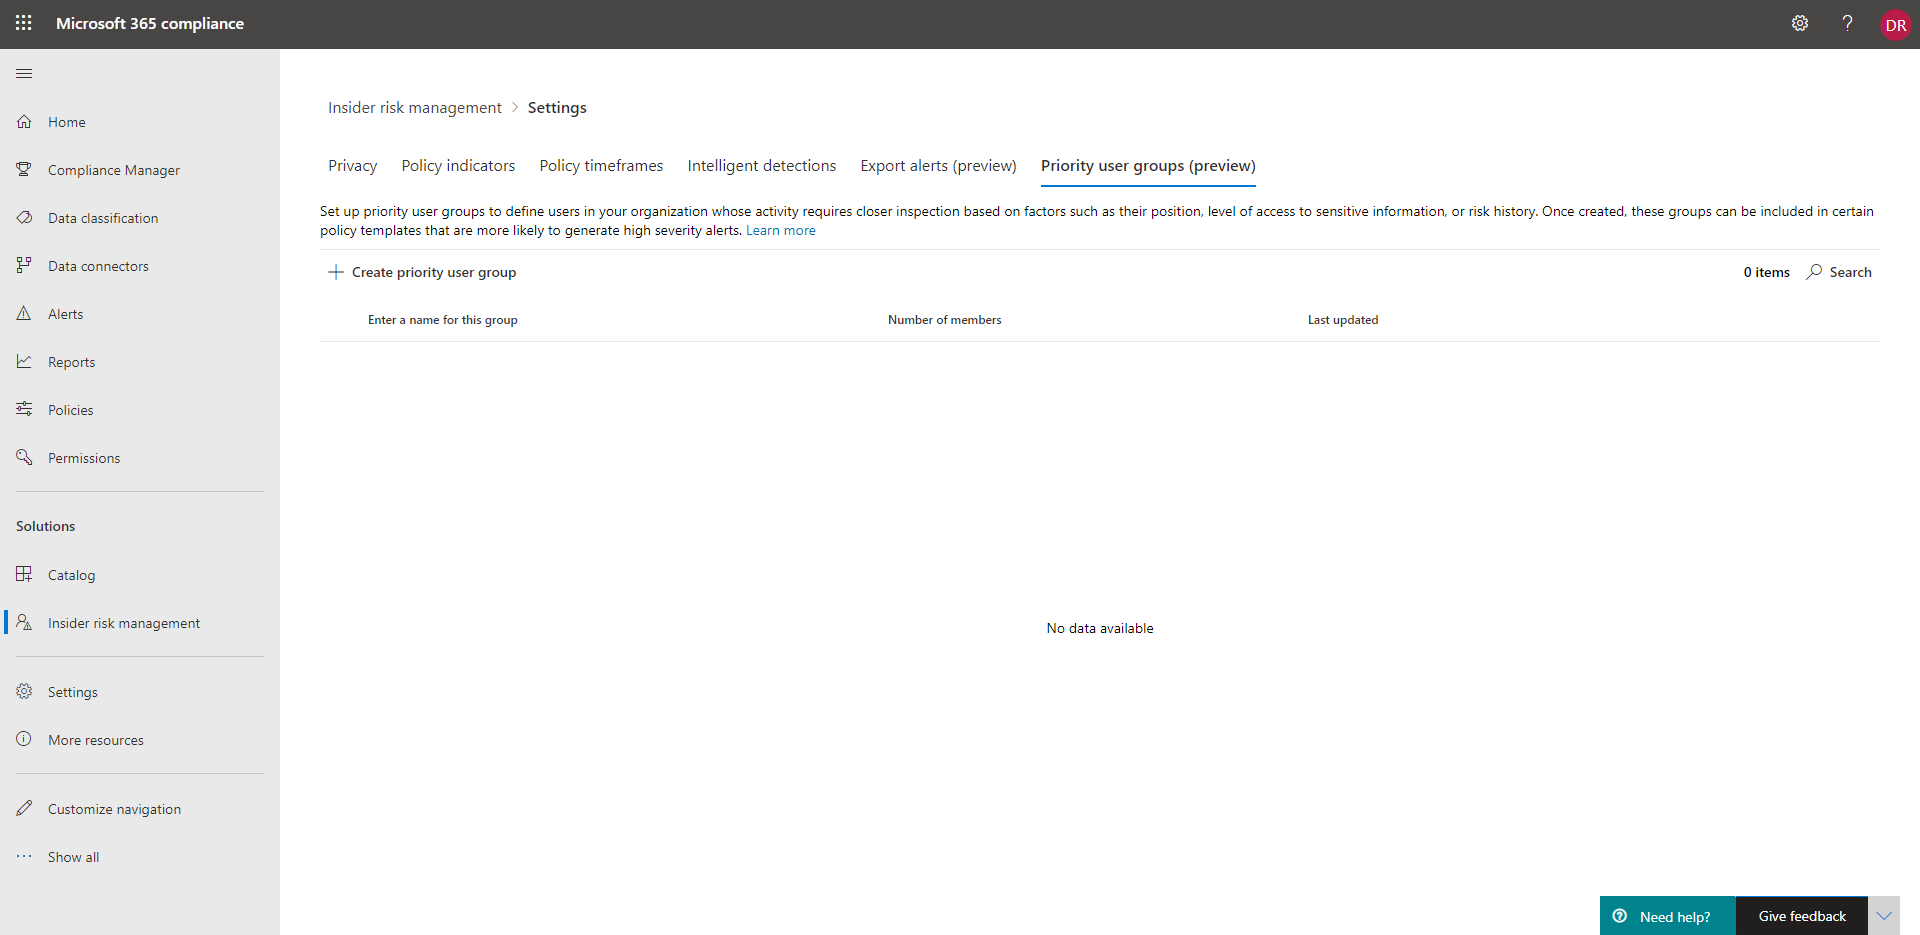 Microsoft 365 compliance
?
DR
Home
Compliance Manager
Data classification
Data connectors
Alerts
Reports
Policies
Permissions
Solutions
Catalog
Insider risk management
Settings
More resources
Customize navigation
Show all
Insider risk management > Settings
Privacy Policy indicators Policy timeframes Intelligent detections Export alerts (preview) Priority user groups (preview)
Set up priority user groups to define users in your organization whose activity requires closer inspection based on factors such as their position, level of access to sensitive information, or risk history. Once created, these groups can be included in certain
policy templates that are more likely to generate high severity alerts. Learn more
Create priority user group
0 items Search
Enter a name for this group Number of members Last updated
No data available
Need help? Give feedback